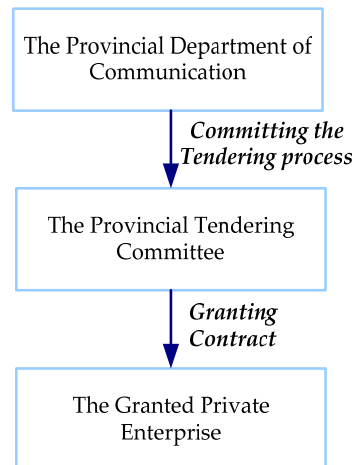 The Provincial Department of
Communication
Committing the
Tendering process
The Provincial Tendering
Committee
Granting
Contract
The Granted Private
Enterprise